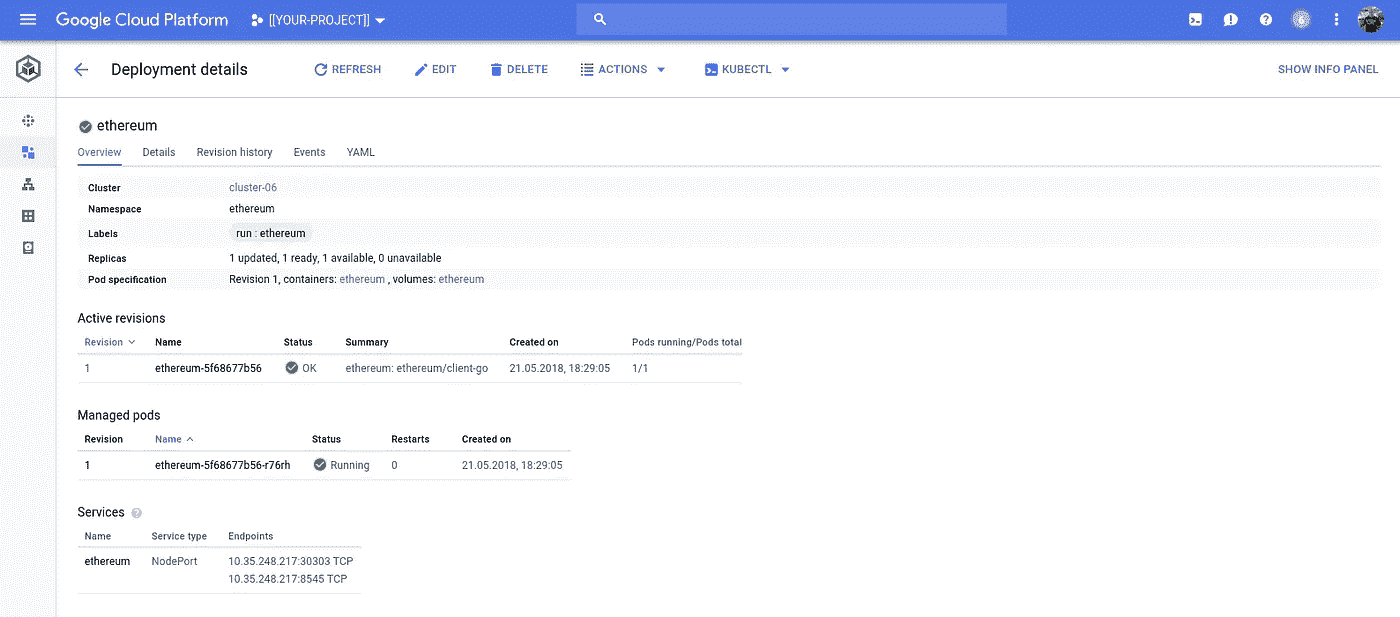 Google Cloud Platform [[YOUR-PROJECT]]
Deployment details REFRESH EDIT DELETE ACTIONS KUBECTL SHOW INFO PANEL
ethereum
Overview Details Revision history Events YAML
Cluster cluster-06
Namespace ethereum
Labels run : ethereum
Replicas 1 updated, 1 ready, 1 available, 0 unavailable
Pod specification Revision 1, containers: ethereum , volumes: ethereum
Active revisions
Revision Name Status Summary Created on Pods running/Pods total
1 ethereum-5f68677b56 OK ethereum: ethereum/client-go 21.05.2018, 18:29:05 1/1
Managed pods
Revision Name Status Restarts Created on
1 ethereum-5f68677b56-r76rh Running 0 21.05.2018, 18:29:05
Services
Name Service type Endpoints
ethereum NodePort 10.35.248.217:30303 TCP
10.35.248.217:8545 TCP